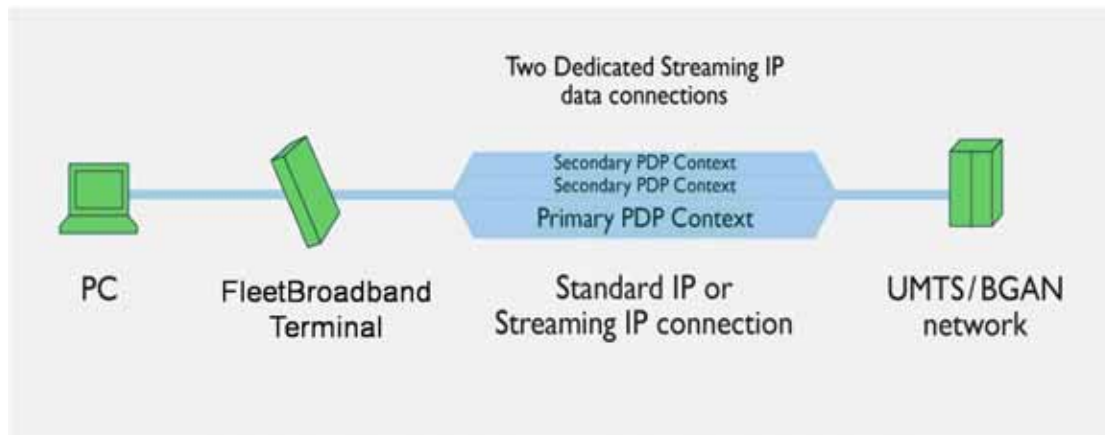 Two Dedicated Streaming IP
data connections
Secondary PDP Context
Secondary PDP Context
Primary PDP Context
PC
FleetBroadband
Terminal
Standard IP or
Streaming IP connection
UMTS/BGAN
network